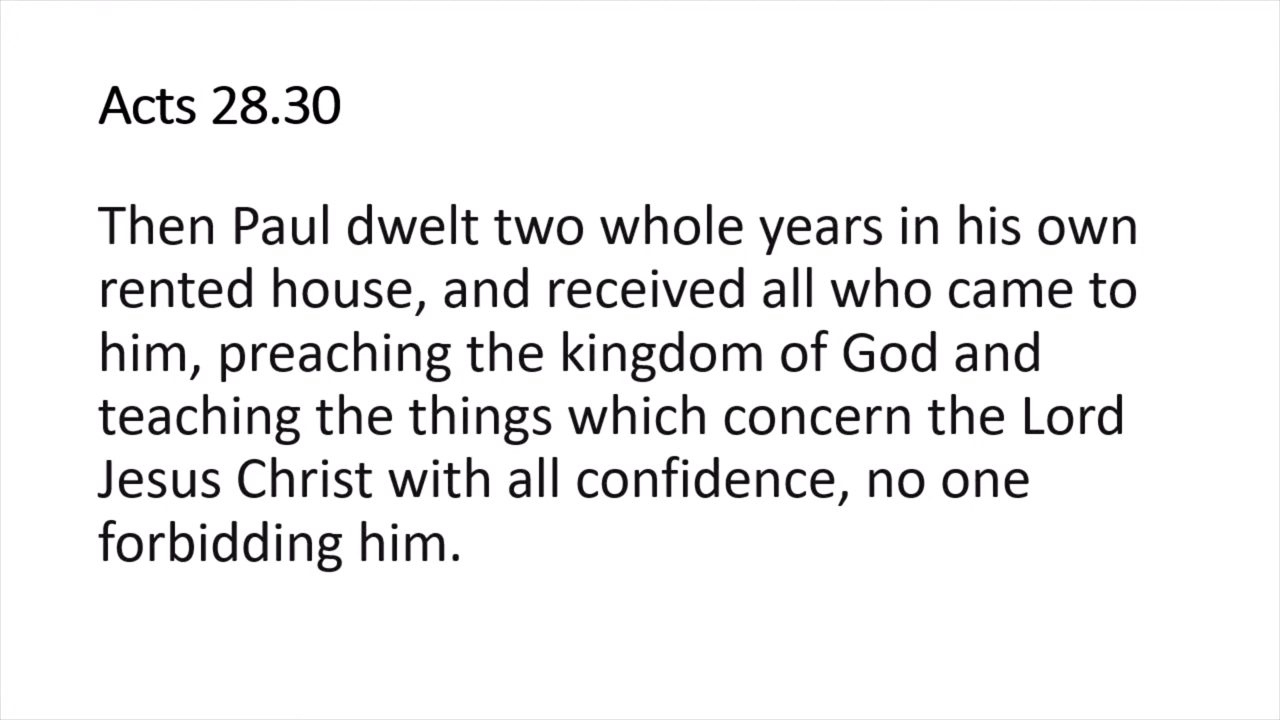 Acts 28.30
Then Paul dwelt two whole years in his own
rented house, and received all who came to
him, preaching the kingdom of God and
teaching the things which concern the Lord
Jesus Christ with all confidence, no one
forbidding him.